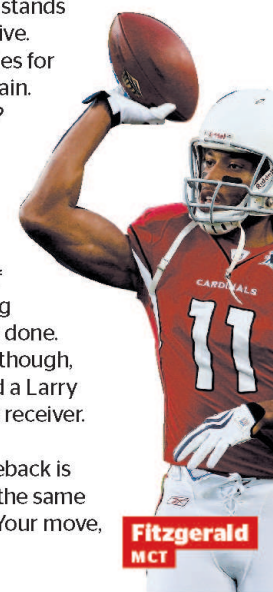 stands
ive.
es for
ain.
?
f
g
done.
though,
d a Larry
receiver.
eback is
the same
Your move,
Riddell
CARDINALS
11
Fitzgerald
MCT